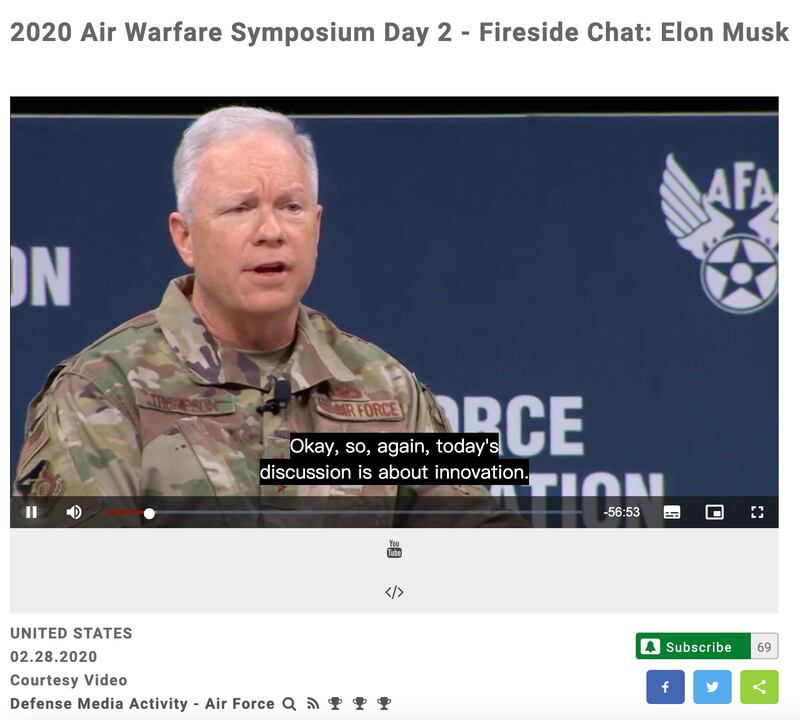 2020 Air Warfare Symposium Day 2 - Fireside Chat: Elon Musk
AFA
ON
THOMPSON
U.S. AIR FORCE
ORCE
ATION
Okay, so, again, today's
discussion is about innovation.
-56:53
You
Tube
</>
UNITED STATES
02.28.2020
Courtesy Video
Defense Media Activity - Air Force
Subscribe 69